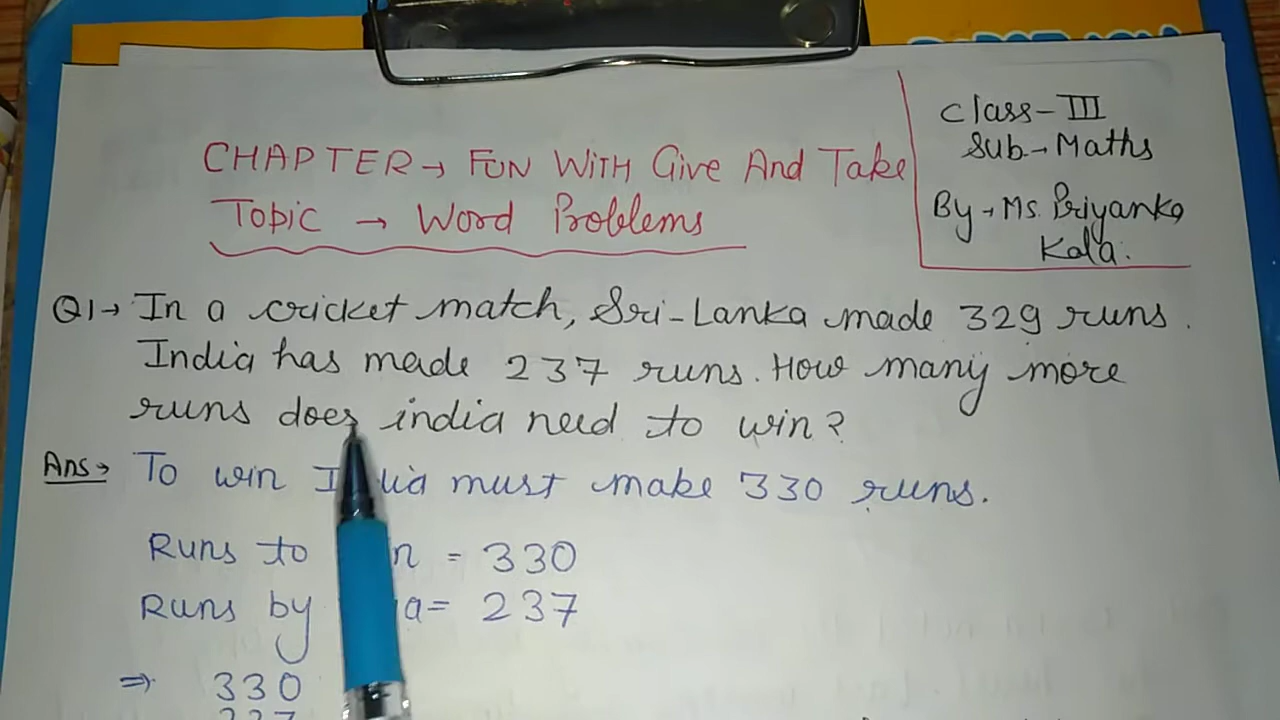 CHAPTER → FUN WITH Give And Take
Topic → Word Problems
Class-III
Sub → Maths
By → Ms. Priyanka
Kala.
Q1→ In a cricket match, Sri-Lanka made 329 runs.
India has made 237 runs. How many more
runs does india need to win?
Ans→ To win India must make 330 runs.
Runs to = 330
Runs by = 237
⇒ 330
237